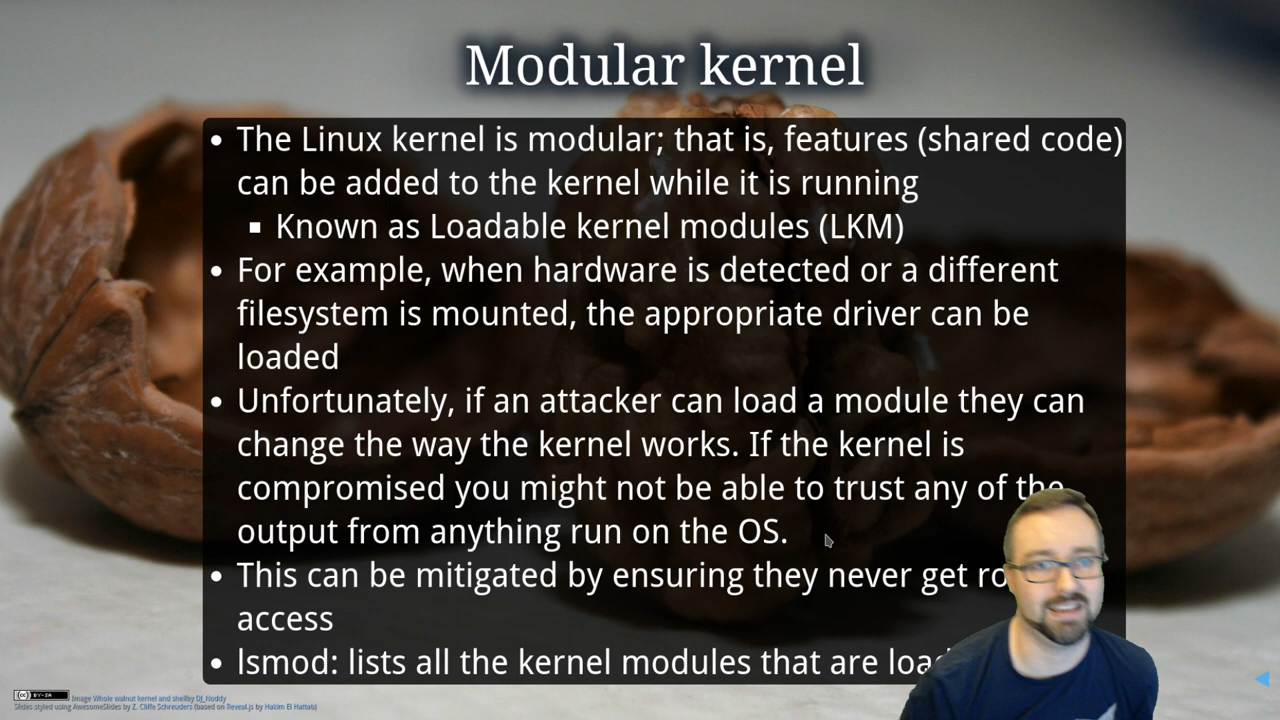 Modular kernel
• The Linux kernel is modular; that is, features (shared code)
can be added to the kernel while it is running
▪ Known as Loadable kernel modules (LKM)
• For example, when hardware is detected or a different
filesystem is mounted, the appropriate driver can be
loaded
• Unfortunately, if an attacker can load a module they can
change the way the kernel works. If the kernel is
compromised you might not be able to trust any of the
output from anything run on the OS.
• This can be mitigated by ensuring they never get
access
• lsmod: lists all the kernel modules that are
BY-SA Image Whole walnut kernel and shellby DJ_Noddy
Slides styled using AwesomeSlides by Z. Cliffe Schreuders (based on Reveal.js by Hakim El Hattab)